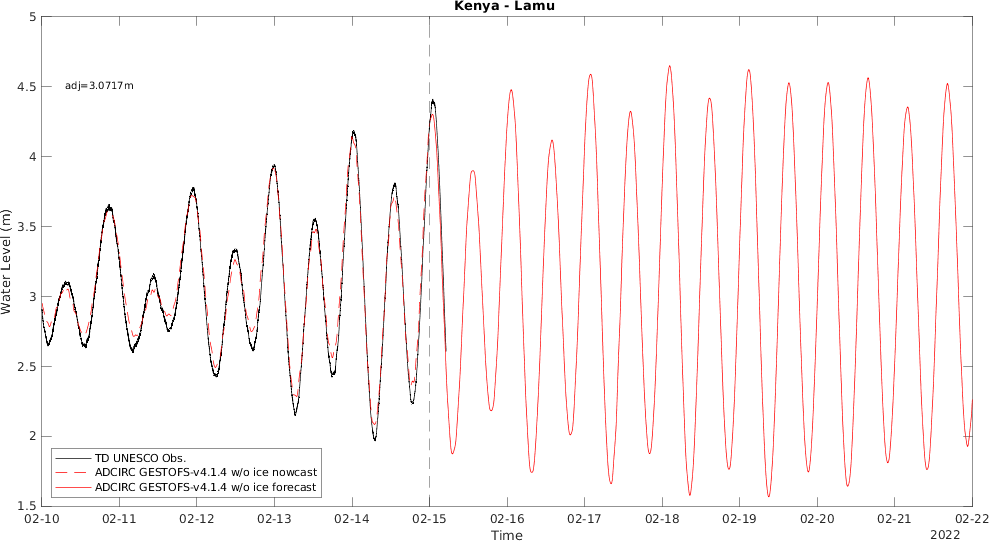 Kenya - Lamu
5
4.5
4
3.5
3
2.5
2
1.5
Water Level (m)
adj=3.0717m
TD UNESCO Obs.
ADCIRC GESTOFS-v4.1.4 w/o ice nowcast
ADCIRC GESTOFS-v4.1.4 w/o ice forecast
02-10 02-11 02-12 02-13 02-14 02-15 02-16 02-17 02-18 02-19 02-20 02-21 02-22
Time
2022